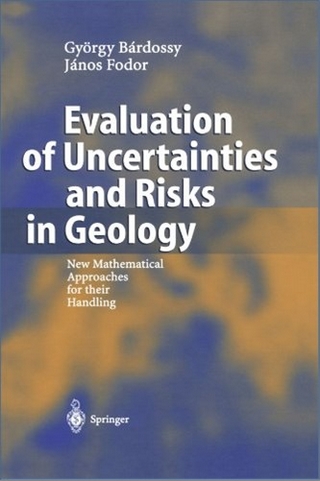 György Bárdossy
János Fodor
Evaluation
of Uncertainties
and Risks
in Geology
New Mathematical
Approaches
for their
Handling
Springer